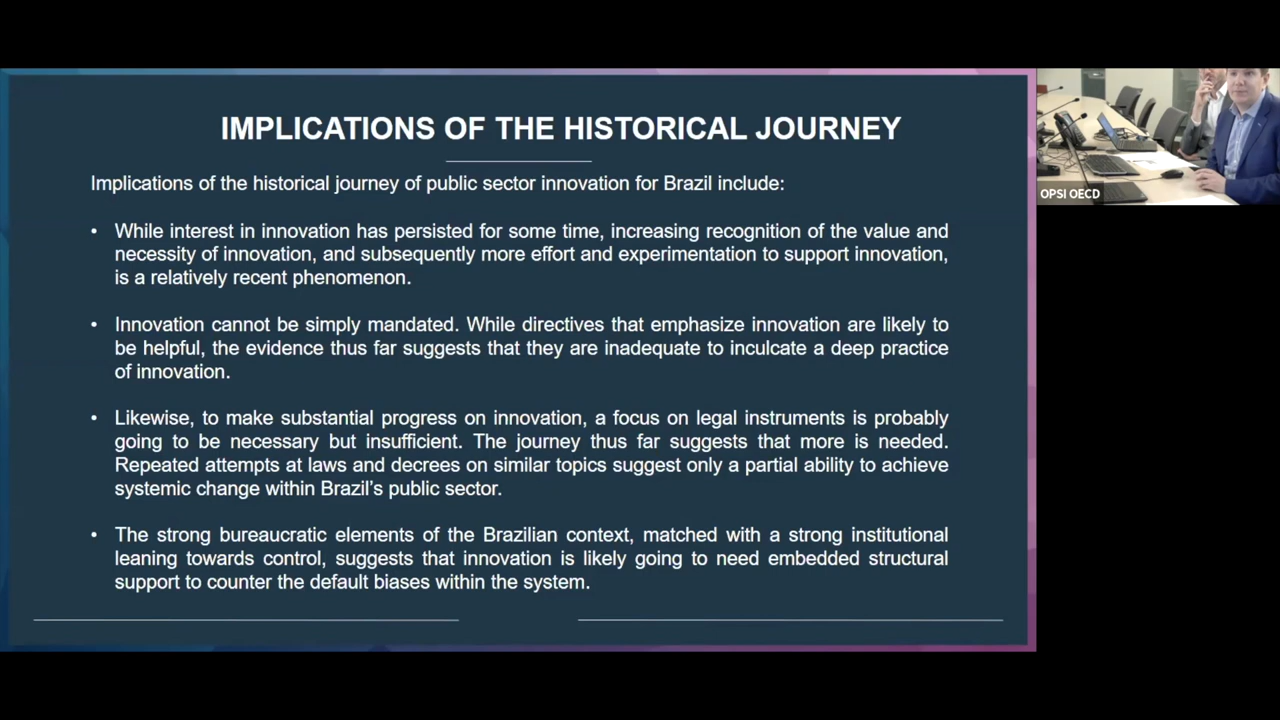 IMPLICATIONS OF THE HISTORICAL JOURNEY
Implications of the historical journey of public sector innovation for Brazil include:
• While interest in innovation has persisted for some time, increasing recognition of the value and
necessity of innovation, and subsequently more effort and experimentation to support innovation,
is a relatively recent phenomenon.
• Innovation cannot be simply mandated. While directives that emphasize innovation are likely to
be helpful, the evidence thus far suggests that they are inadequate to inculcate a deep practice
of innovation.
• Likewise, to make substantial progress on innovation, a focus on legal instruments is probably
going to be necessary but insufficient. The journey thus far suggests that more is needed.
Repeated attempts at laws and decrees on similar topics suggest only a partial ability to achieve
systemic change within Brazil's public sector.
• The strong bureaucratic elements of the Brazilian context, matched with a strong institutional
leaning towards control, suggests that innovation is likely going to need embedded structural
support to counter the default biases within the system.
OPSI OECD